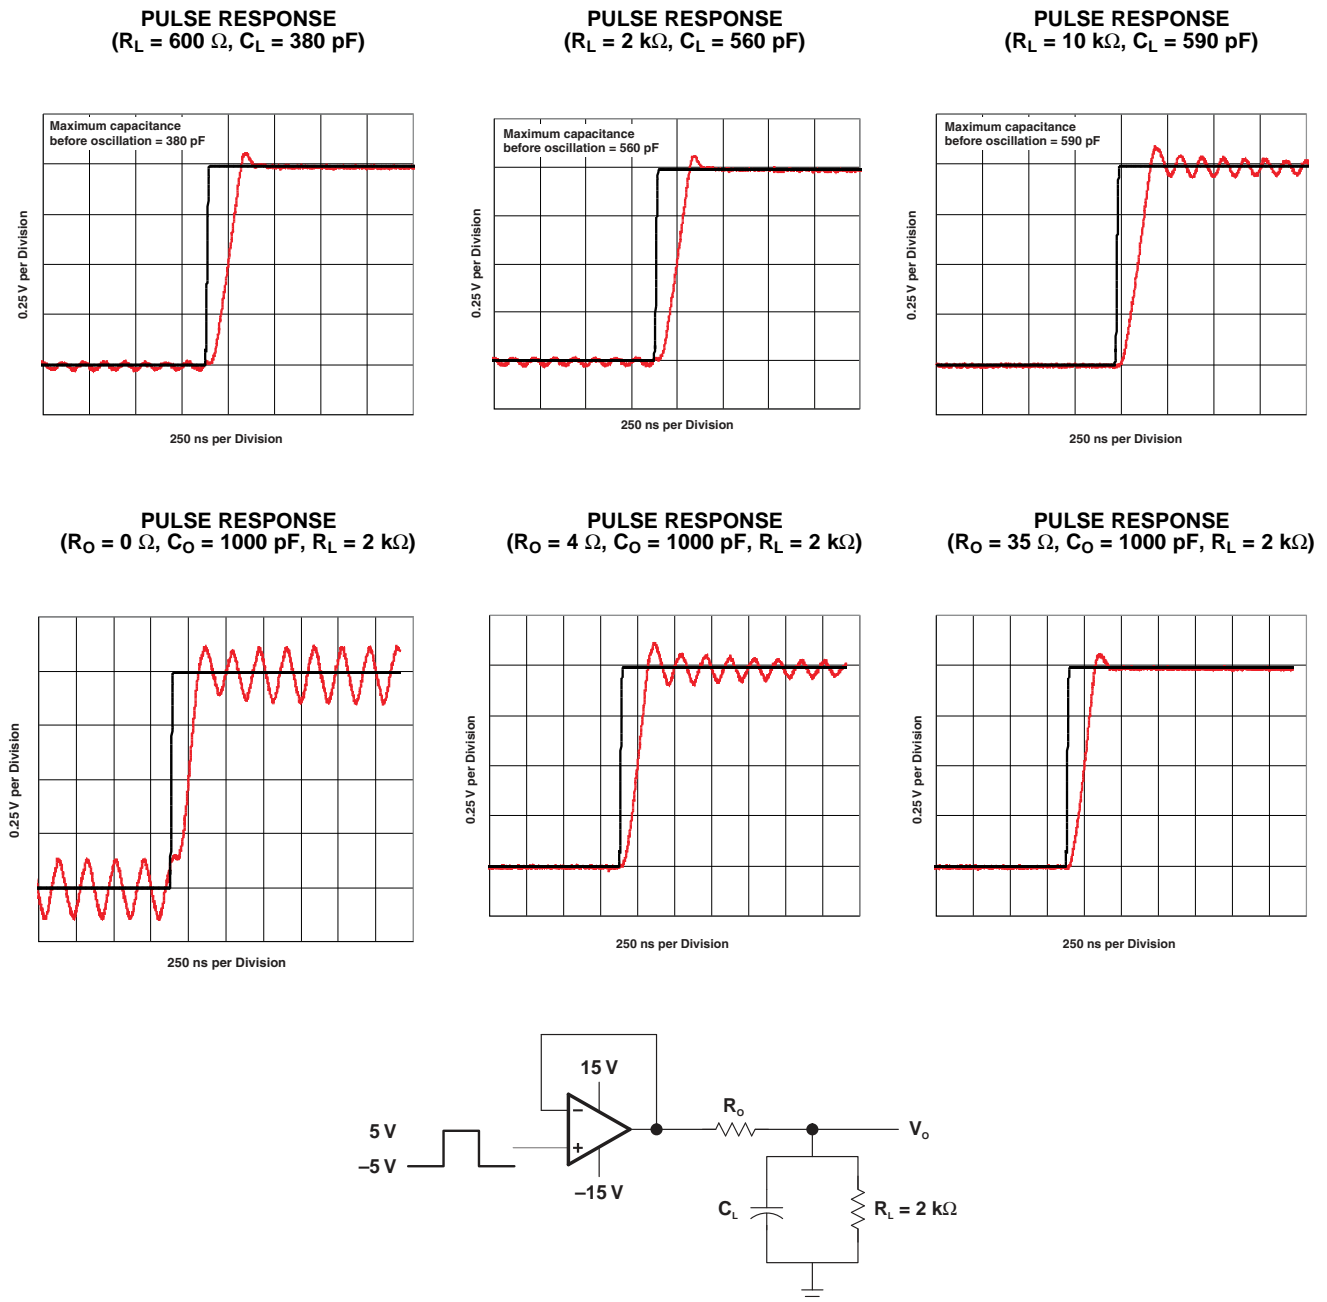 PULSE RESPONSE
(RL = 600 Ω, CL = 380 pF)
Maximum capacitance
before oscillation = 380 pF
0.25 V per Division
250 ns per Division
PULSE RESPONSE
(RL = 2 kΩ, CL = 560 pF)
Maximum capacitance
before oscillation = 560 pF
0.25 V per Division
250 ns per Division
PULSE RESPONSE
(RL = 10 kΩ, CL = 590 pF)
Maximum capacitance
before oscillation = 590 pF
0.25 V per Division
250 ns per Division
PULSE RESPONSE
(RO = 0 Ω, CO = 1000 pF, RL = 2 kΩ)
0.25 V per Division
250 ns per Division
PULSE RESPONSE
(RO = 4 Ω, CO = 1000 pF, RL = 2 kΩ)
0.25 V per Division
250 ns per Division
PULSE RESPONSE
(RO = 35 Ω, CO = 1000 pF, RL = 2 kΩ)
0.25 V per Division
250 ns per Division
15 V
5 V
–5 V
–
+
–15 V
Ro
Vo
CL
RL = 2 kΩ